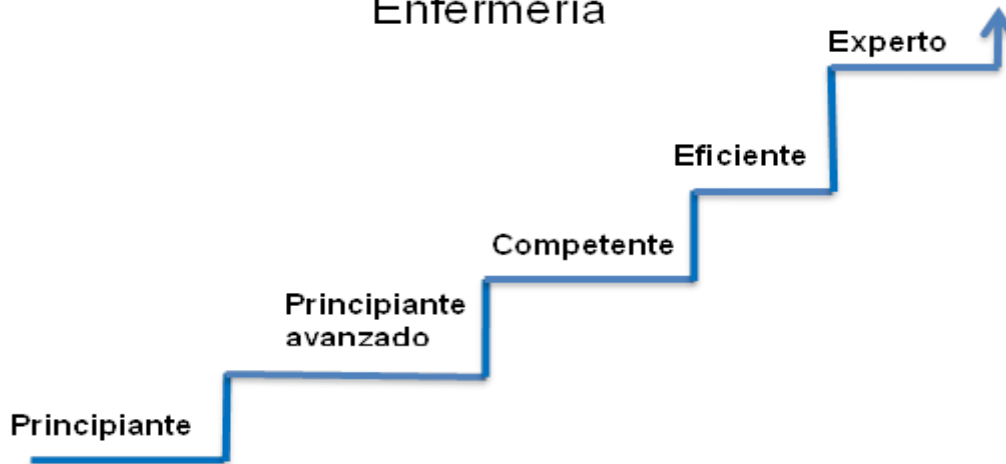 Enfermería
Experto
Eficiente
Competente
Principiante
avanzado
Principiante